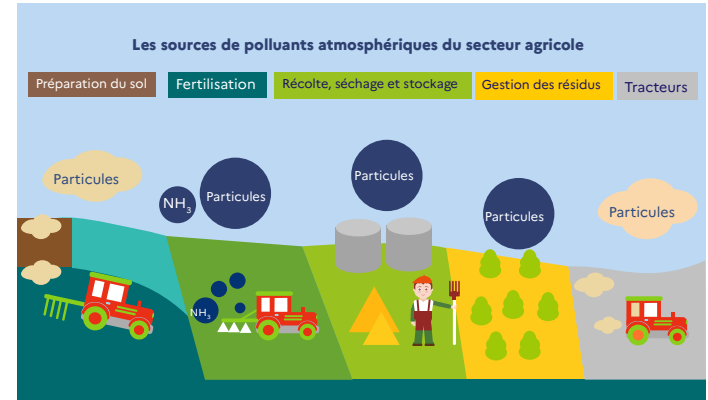 Les sources de polluants atmosphériques du secteur agricole
Préparation du sol
Fertilisation
Récolte, séchage et stockage
Gestion des résidus
Tracteurs
Particules
NH3
Particules
Particules
Particules
Particules
NH3